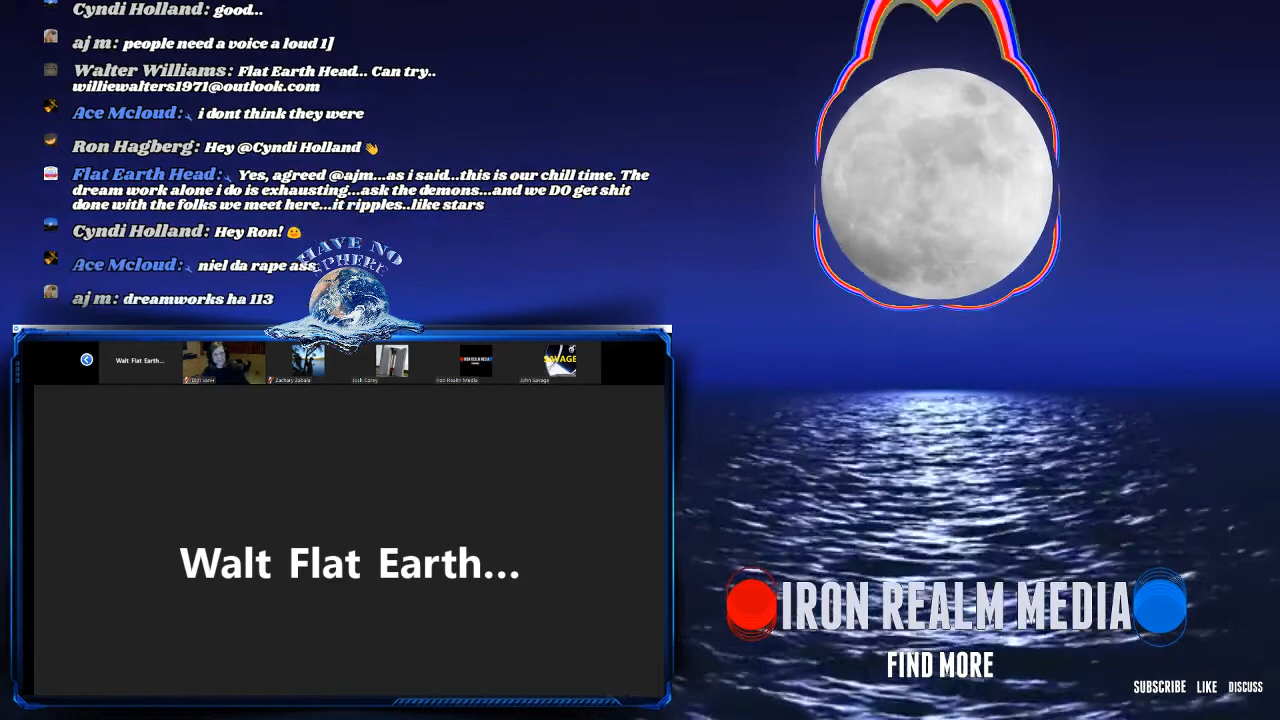 Cyndi Holland: good...
aj m: people need a voice a loud 1]
Walter Williams: Flat Earth Head... Can try..
williewalters1971@outlook.com
Ace Mcloud: i dont think they were
Ron Hagberg: Hey @Cyndi Holland 👋
Flat Earth Head: Yes, agreed @ajm...as i said...this is our chill time. The
dream work alone i do is exhausting...ask the demons...and we DO get shit
done with the folks we meet here...it ripples..like stars
Cyndi Holland: Hey Ron! 🙂
HAVE NO
SPHERE
Ace Mcloud: niel da rape ass
aj m: dreamworks ha 113
Walt Flat Earth...
SAVAGE
IRON REALM MEDIA
Zachary Zabala
Josh Corey
Iron Realm Media
John Savage
Walt Flat Earth...
IRON REALM MEDIA
FIND MORE
SUBSCRIBE LIKE DISCUSS